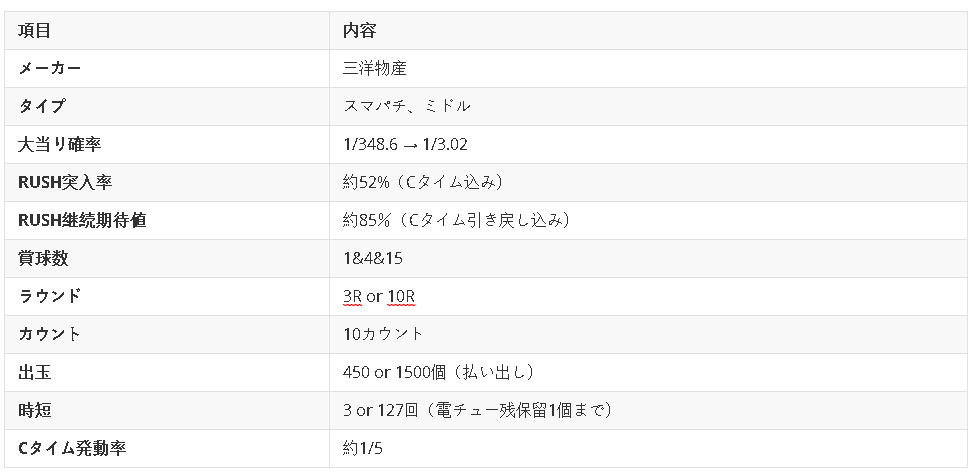 項目 内容
メーカー 三洋物産
タイプ スマパチ、ミドル
大当り確率 1/348.6 → 1/3.02
RUSH突入率 約52%（Cタイム込み）
RUSH継続期待値 約85％（Cタイム引き戻し込み）
賞球数 1&4&15
ラウンド 3R or 10R
カウント 10カウント
出玉 450 or 1500個（払い出し）
時短 3 or 127回（電チュー残保留1個まで）
Cタイム発動率 約1/5